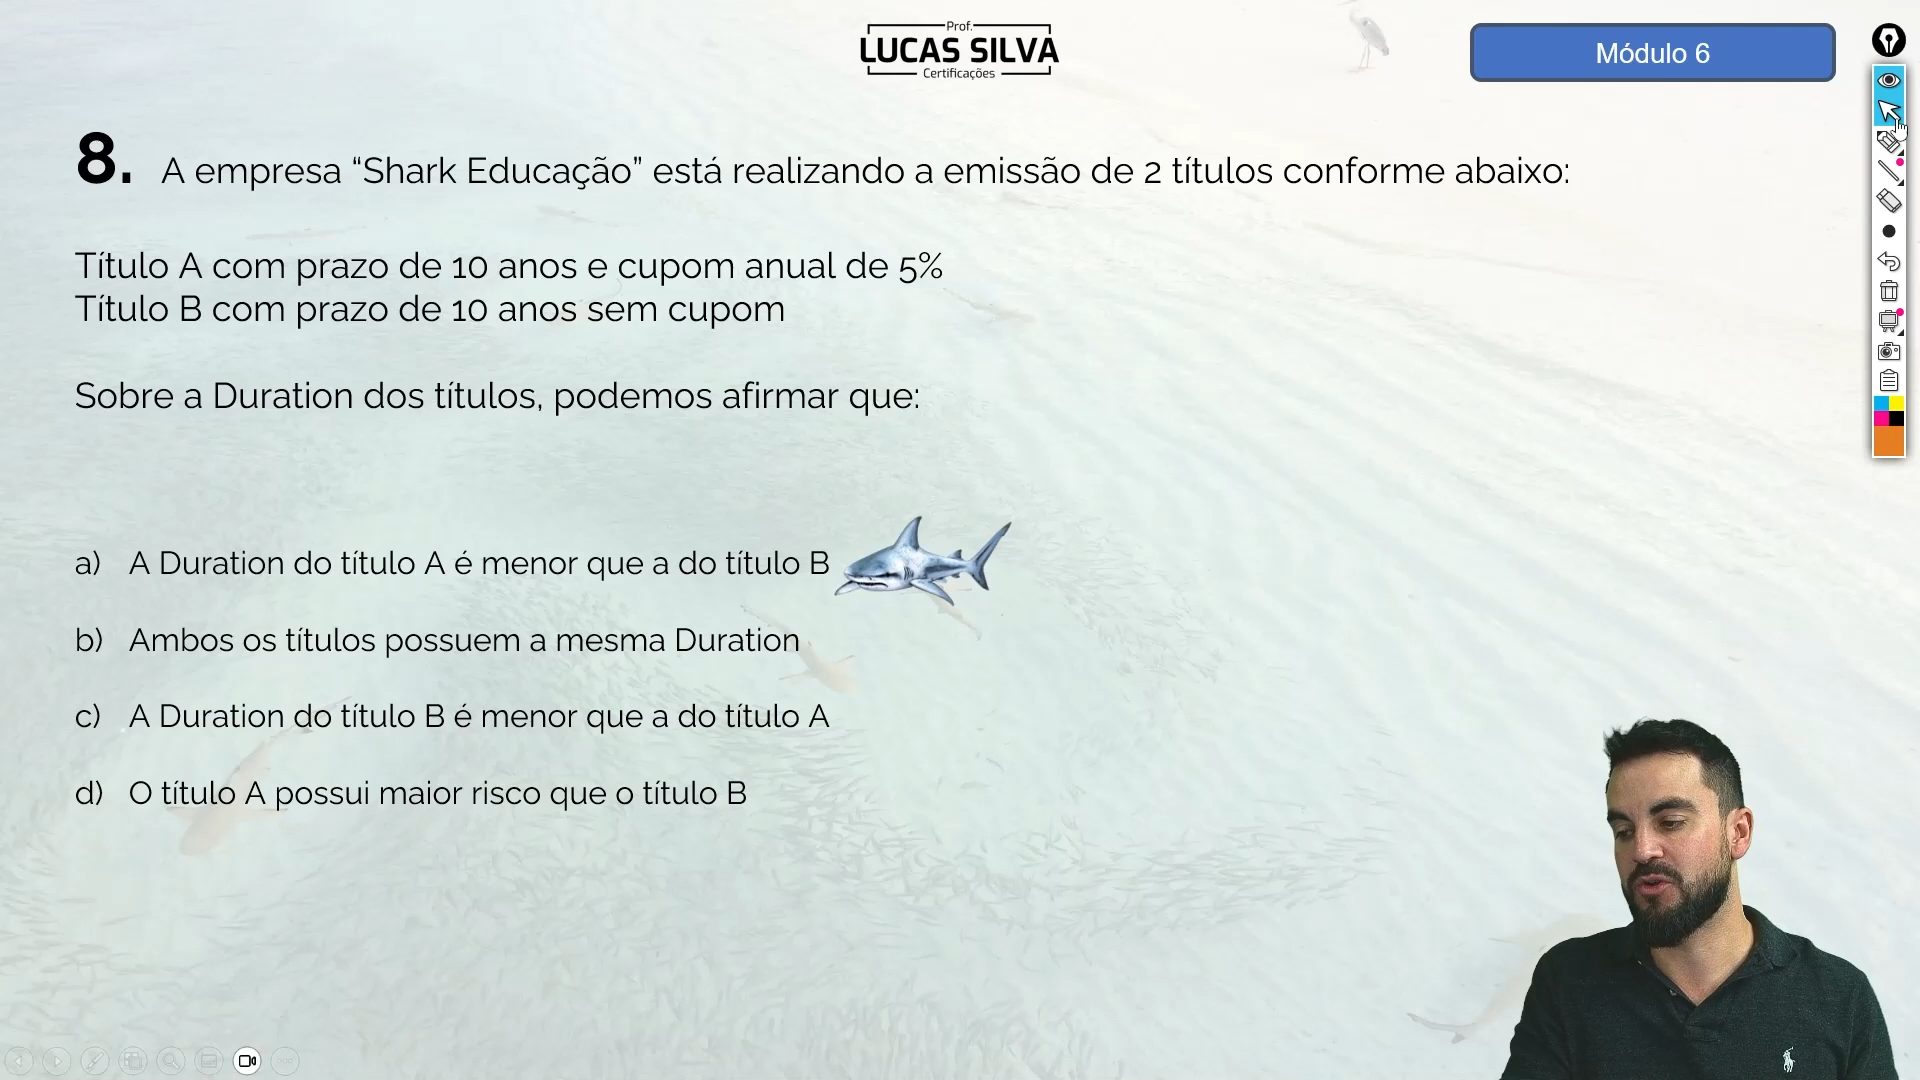 Prof.
LUCAS SILVA
Certificações
Módulo 6
8. A empresa “Shark Educação” está realizando a emissão de 2 títulos conforme abaixo:
Título A com prazo de 10 anos e cupom anual de 5%
Título B com prazo de 10 anos sem cupom
Sobre a Duration dos títulos, podemos afirmar que:
a) A Duration do título A é menor que a do título B
b) Ambos os títulos possuem a mesma Duration
c) A Duration do título B é menor que a do título A
d) O título A possui maior risco que o título B